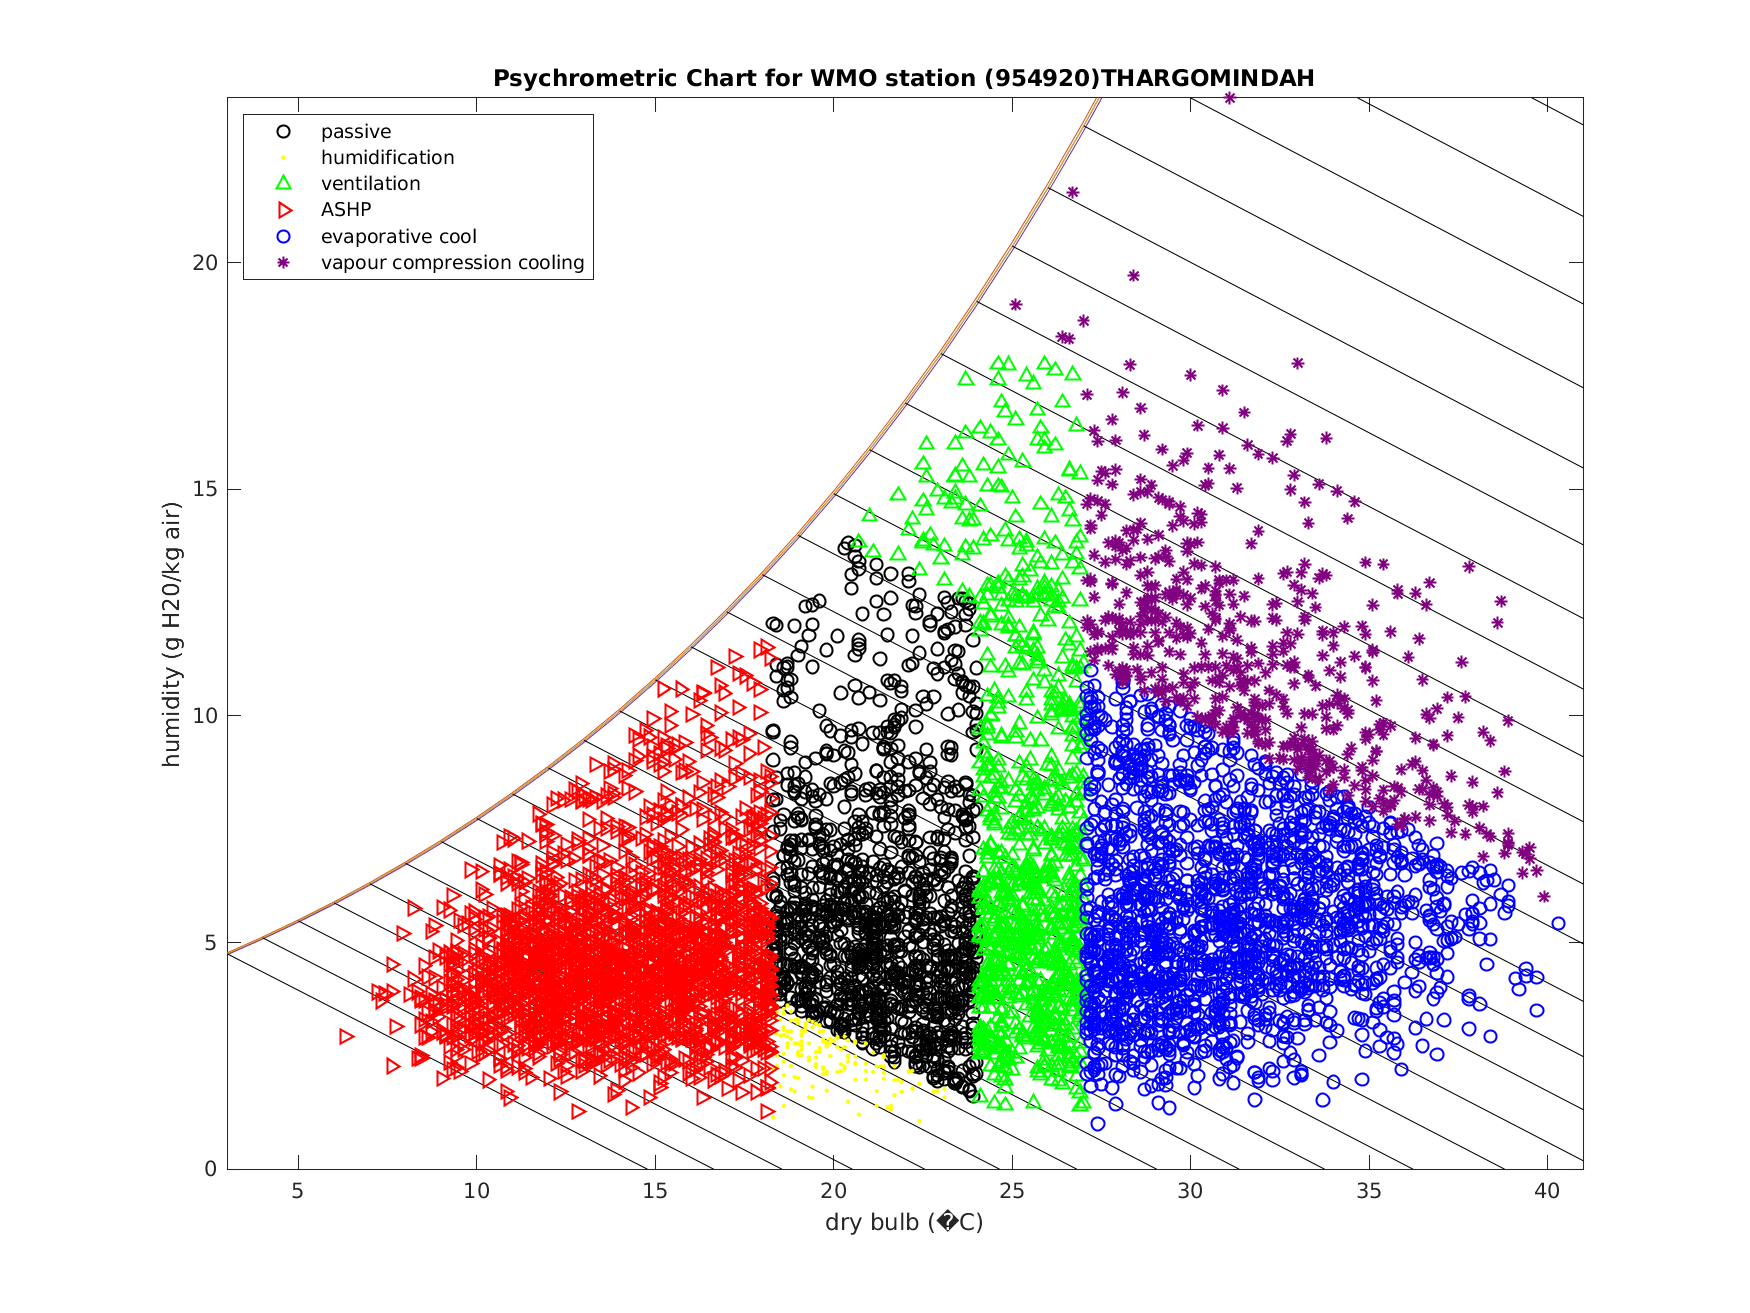 Psychrometric Chart for WMO station (954920)THARGOMINDAH
passive
humidification
ventilation
ASHP
evaporative cool
vapour compression cooling
humidity (g H20/kg air)
20
15
10
5
0
5
10
15
20
25
30
35
40
dry bulb (�C)